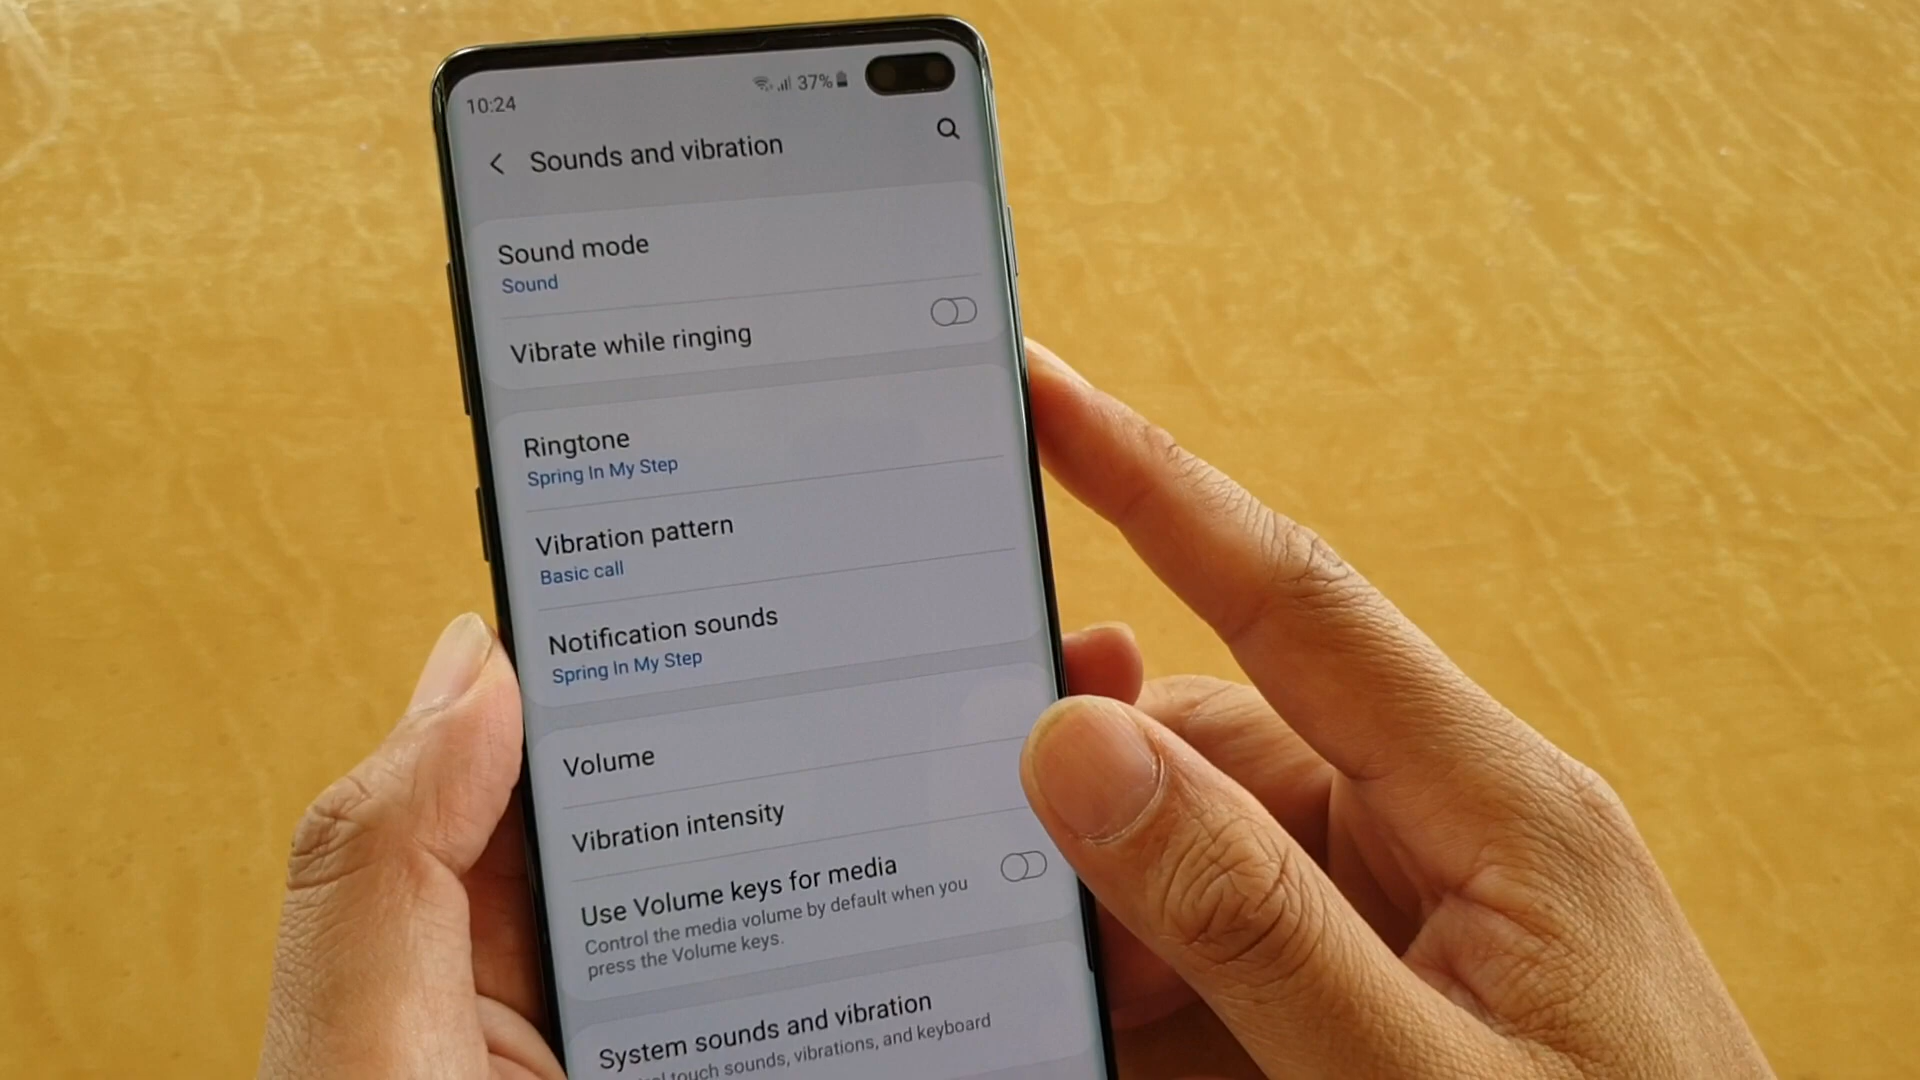 10:24
37%
Sounds and vibration
Sound mode
Sound
Vibrate while ringing
Ringtone
Spring In My Step
Vibration pattern
Basic call
Notification sounds
Spring In My Step
Volume
Vibration intensity
Use Volume keys for media
Control the media volume by default when you
press the Volume keys.
System sounds and vibration
touch sounds, vibrations, and keyboard